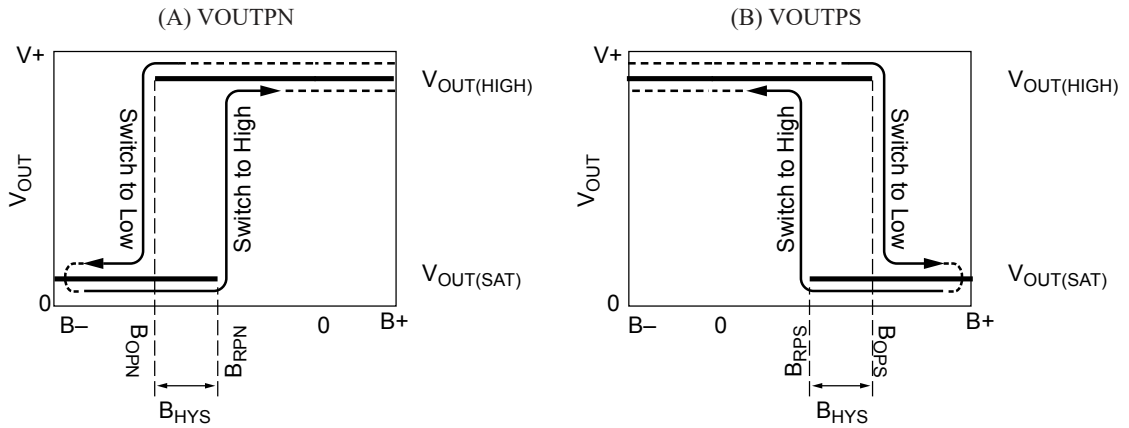 (A) VOUTPN
V+
VOUT(HIGH)
Switch to Low
Switch to High
VOUT
VOUT(SAT)
0
B–
0
B+
BOPN
BRPN
BHYS
(B) VOUTPS
V+
VOUT(HIGH)
Switch to High
Switch to Low
VOUT
VOUT(SAT)
0
B–
0
B+
BRPS
BOPS
BHYS